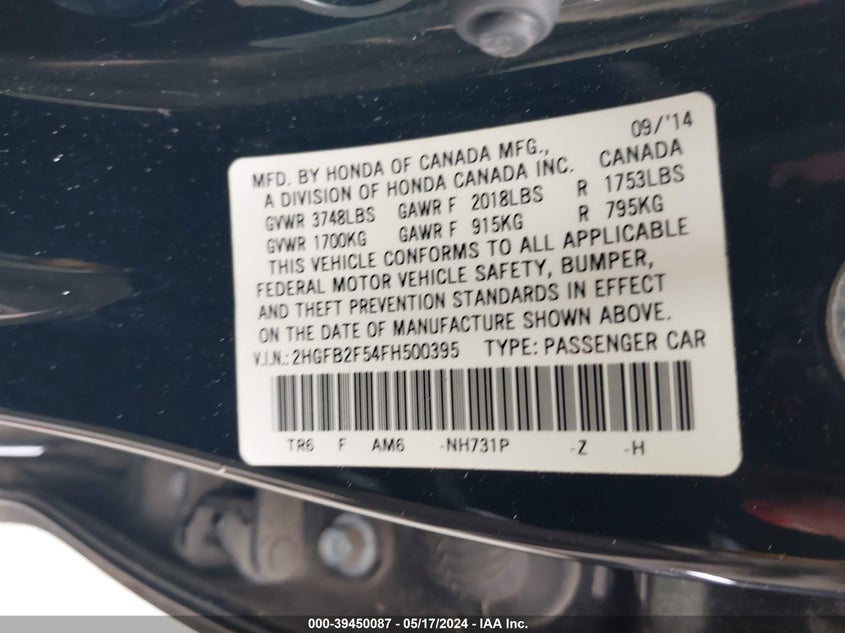 09/'14
MFD. BY HONDA OF CANADA MFG., CANADA
A DIVISION OF HONDA CANADA INC.
GVWR 3748LBS GAWR F 2018LBS R 1753LBS
GVWR 1700KG GAWR F 915KG R 795KG
THIS VEHICLE CONFORMS TO ALL APPLICABLE
FEDERAL MOTOR VEHICLE SAFETY, BUMPER,
AND THEFT PREVENTION STANDARDS IN EFFECT
ON THE DATE OF MANUFACTURE SHOWN ABOVE.
V.I.N.:2HGFB2F54FH500395 TYPE: PASSENGER CAR
TR6 F AM6 -NH731P -Z -H
000-39450087 - 05/17/2024 - IAA Inc.